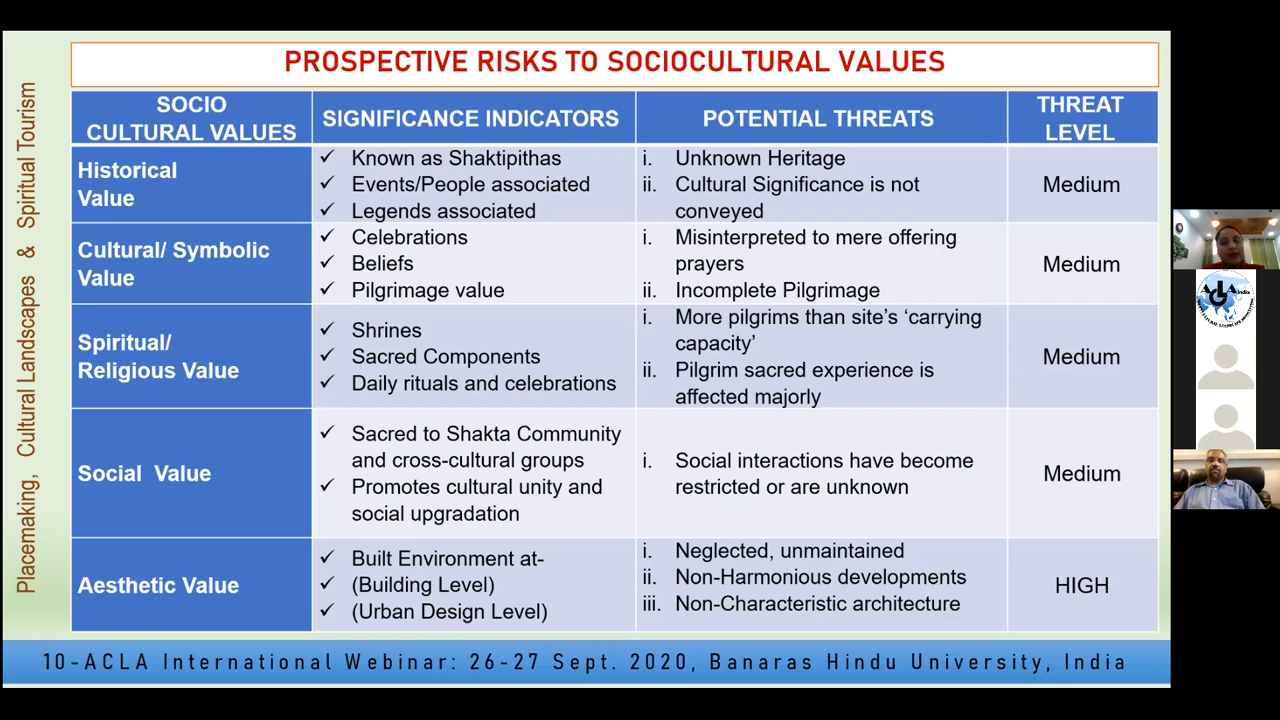 PROSPECTIVE RISKS TO SOCIOCULTURAL VALUES
SOCIO
CULTURAL VALUES
SIGNIFICANCE INDICATORS
POTENTIAL THREATS
THREAT
LEVEL
Historical
Value
✓ Known as Shaktipithas
✓ Events/People associated
✓ Legends associated
i. Unknown Heritage
ii. Cultural Significance is not
conveyed
Medium
Cultural/ Symbolic
Value
✓ Celebrations
✓ Beliefs
✓ Pilgrimage value
i. Misinterpreted to mere offering
prayers
ii. Incomplete Pilgrimage
Medium
Spiritual/
Religious Value
✓ Shrines
✓ Sacred Components
✓ Daily rituals and celebrations
i. More pilgrims than site's 'carrying
capacity'
ii. Pilgrim sacred experience is
affected majorly
Medium
Social Value
✓ Sacred to Shakta Community
and cross-cultural groups
✓ Promotes cultural unity and
social upgradation
i. Social interactions have become
restricted or are unknown
Medium
Aesthetic Value
✓ Built Environment at-
✓ (Building Level)
✓ (Urban Design Level)
i. Neglected, unmaintained
ii. Non-Harmonious developments
iii. Non-Characteristic architecture
HIGH
Placemaking, Cultural Landscapes & Spiritual Tourism
10-ACLA International Webinar: 26-27 Sept. 2020, Banaras Hindu University, India
ACLA
India